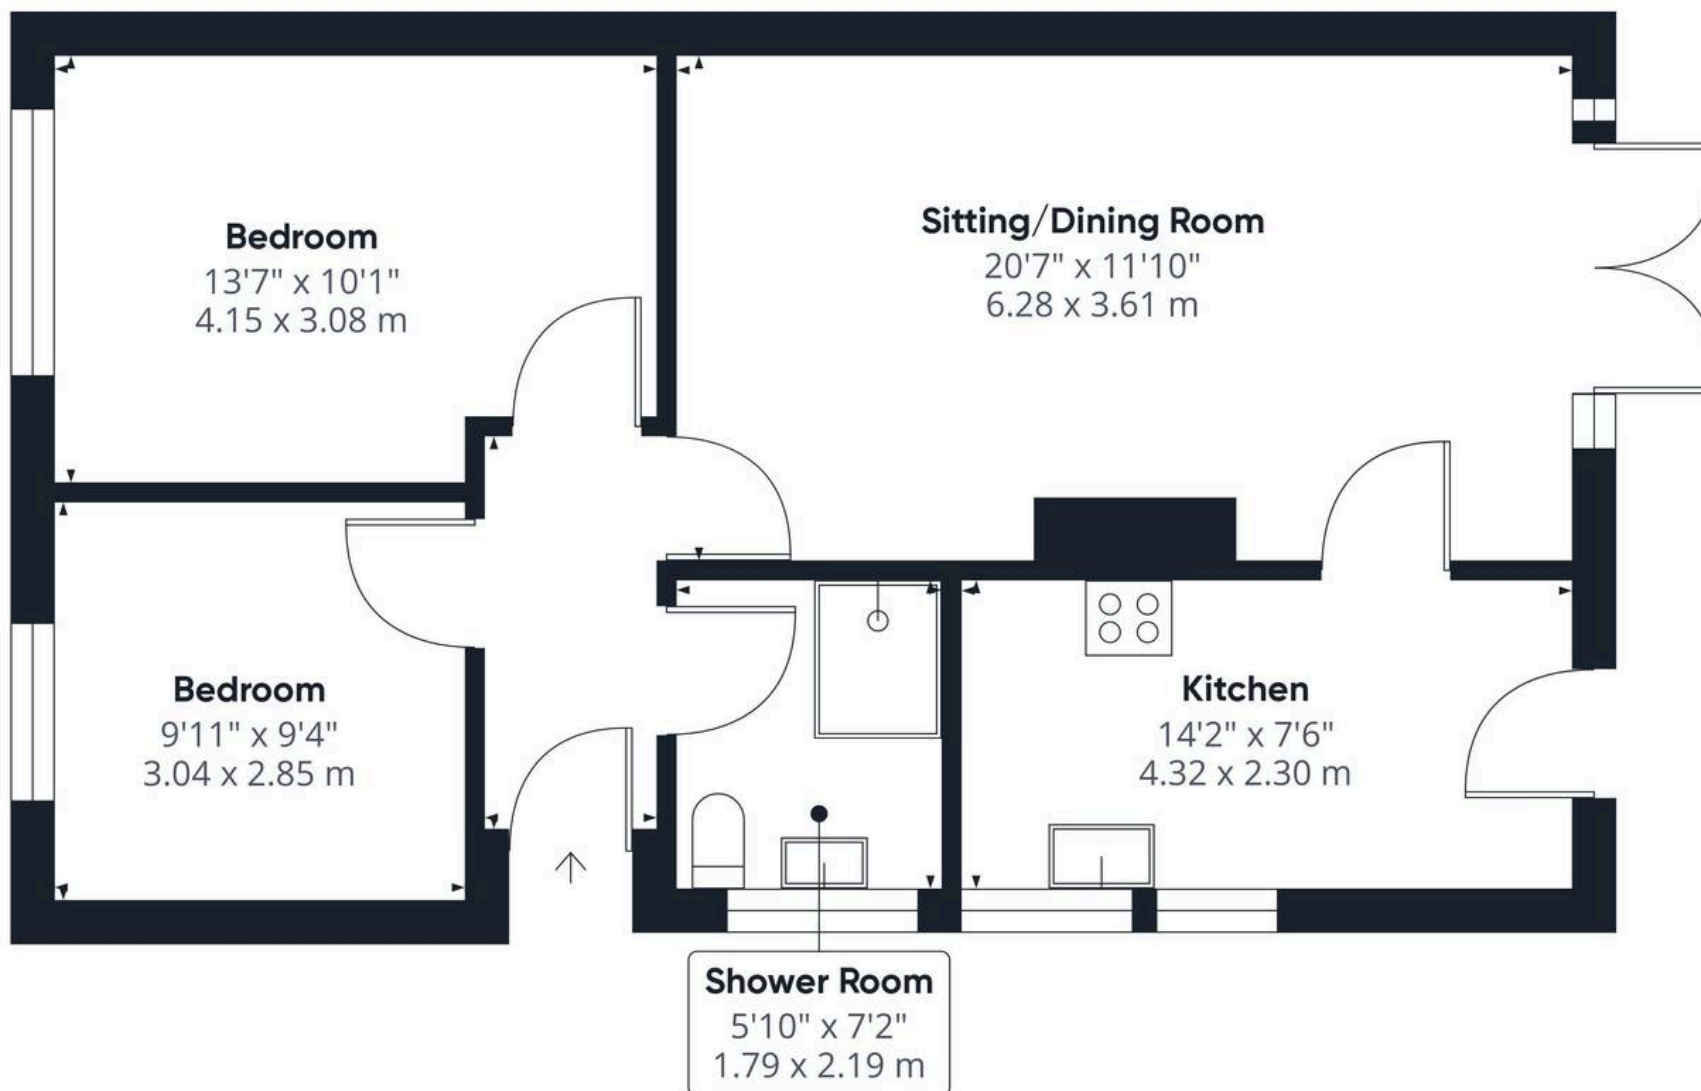 Bedroom
13'7" x 10'1"
4.15 x 3.08 m
Sitting/Dining Room
20'7" x 11'10"
6.28 x 3.61 m
Bedroom
9'11" x 9'4"
3.04 x 2.85 m
Kitchen
14'2" x 7'6"
4.32 x 2.30 m
Shower Room
5'10" x 7'2"
1.79 x 2.19 m